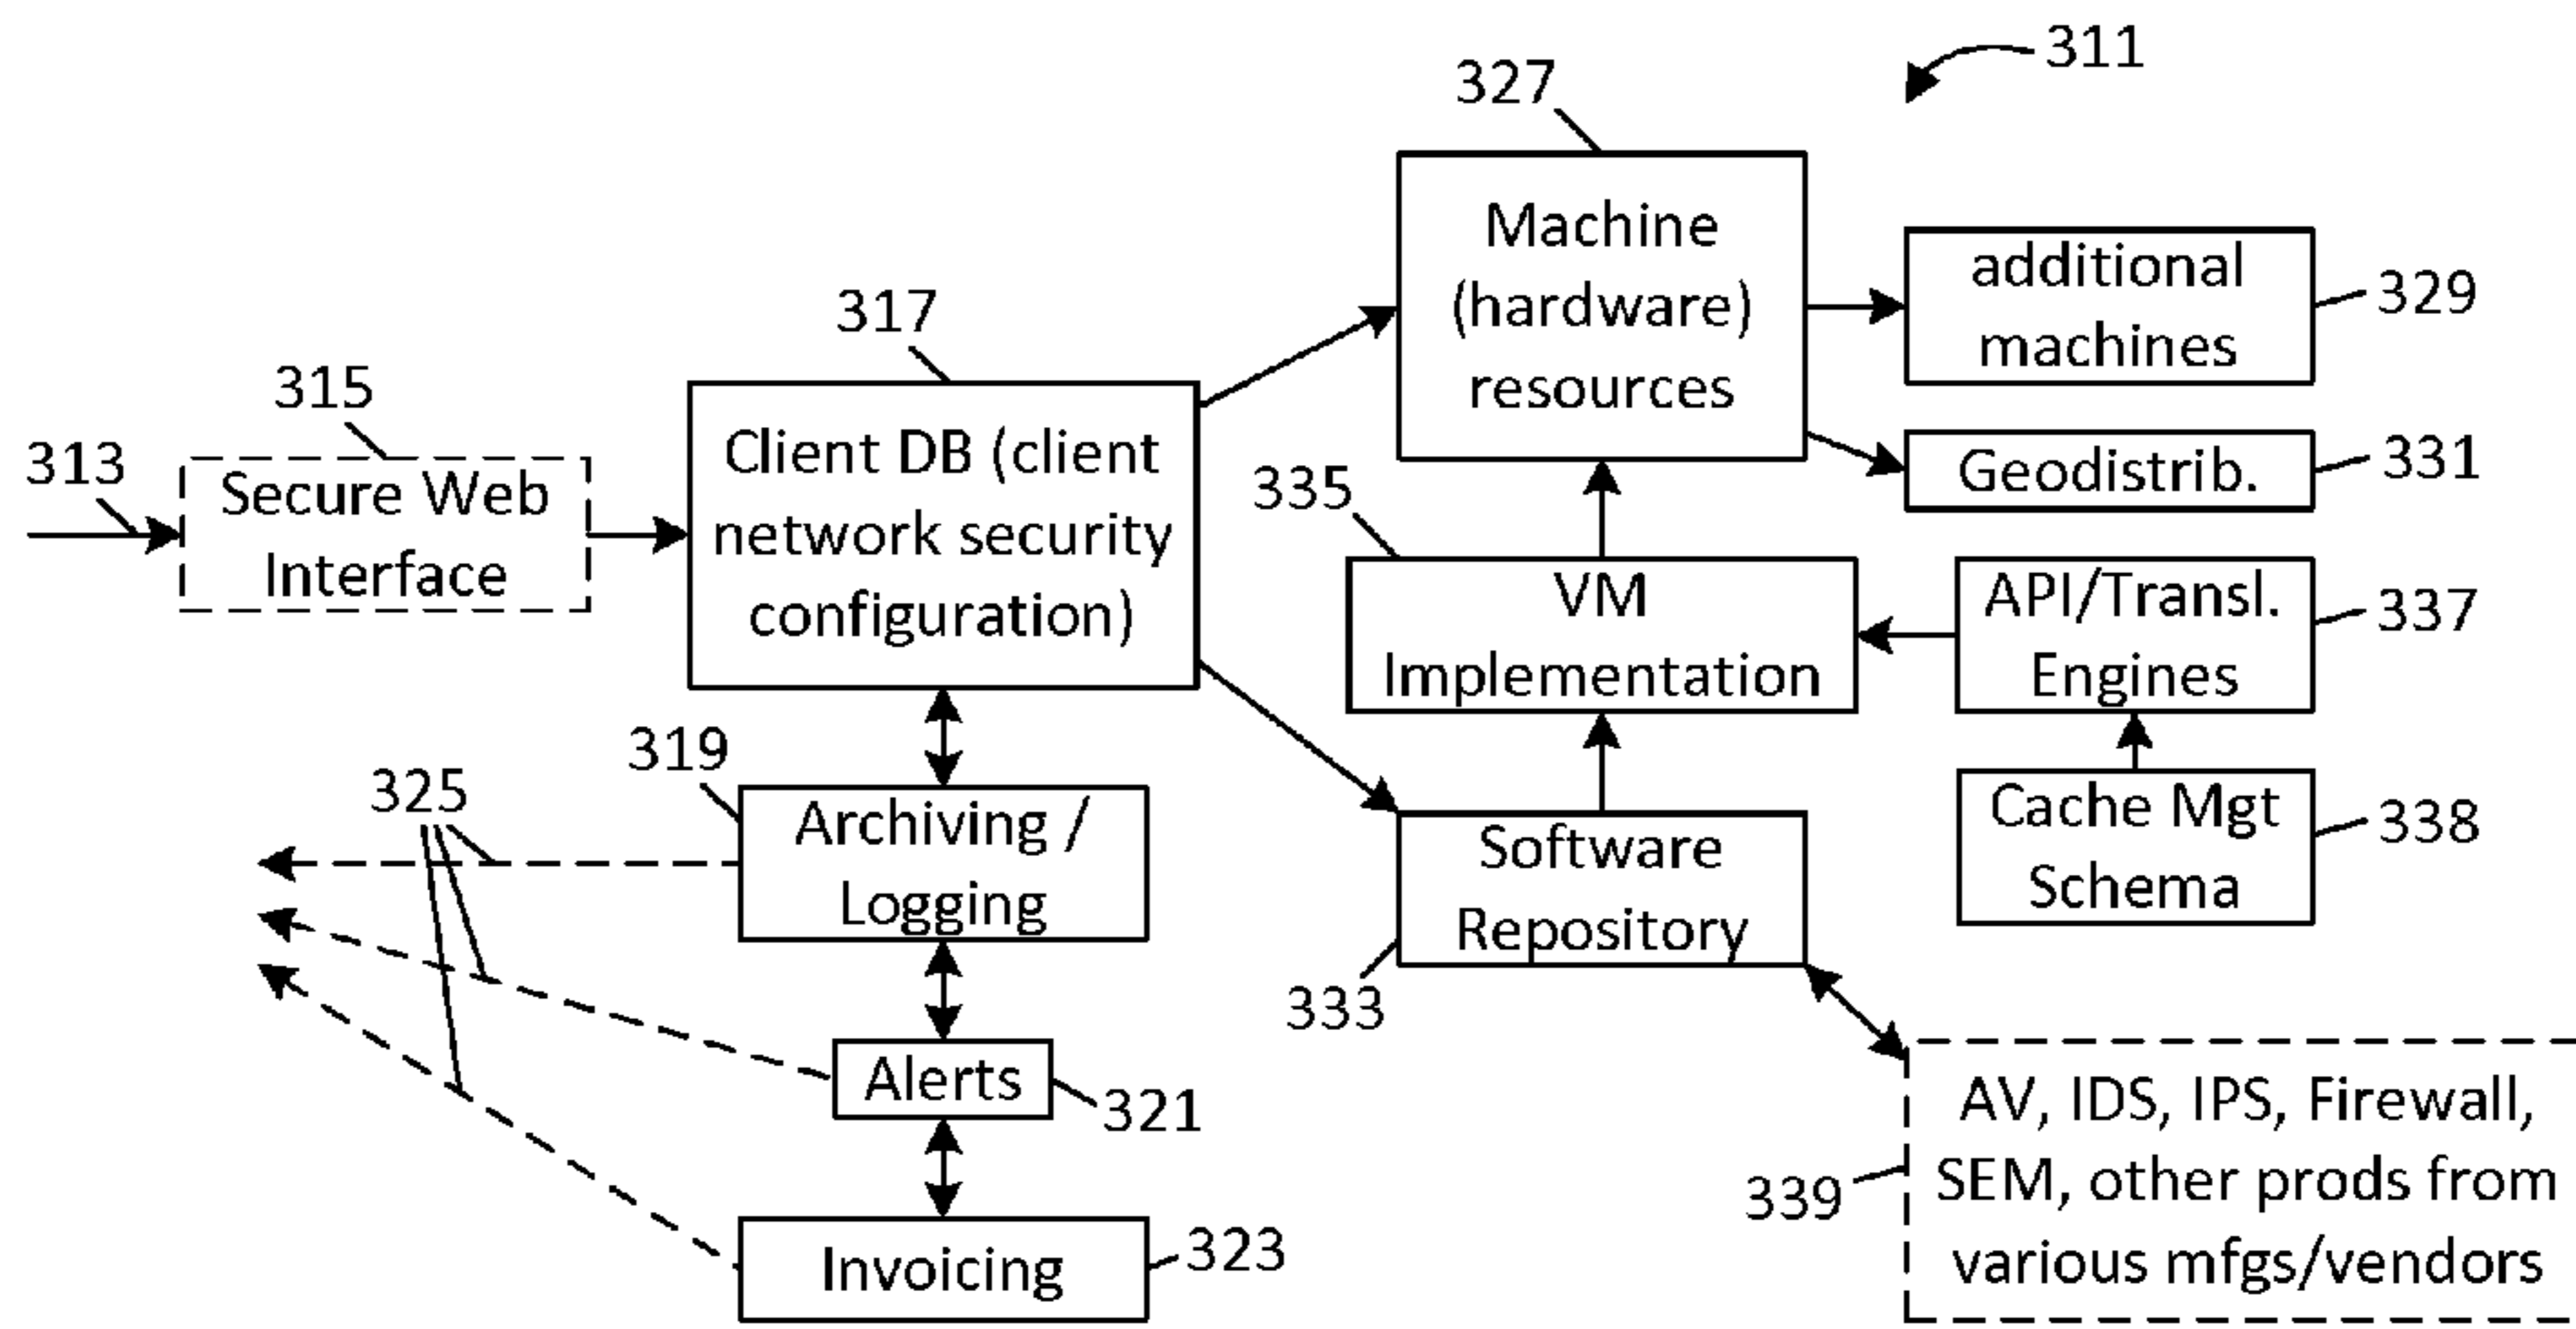 311
327
Machine
(hardware)
resources
additional
machines
329
317
Client DB (client
network security
configuration)
315
Secure Web
Interface
313
Geodistrib.
331
335
VM
Implementation
API/Transl.
Engines
337
319
Archiving /
Logging
325
Software
Repository
333
Cache Mgt
Schema
338
Alerts
321
Invoicing
323
AV, IDS, IPS, Firewall,
SEM, other prods from
various mfgs/vendors
339